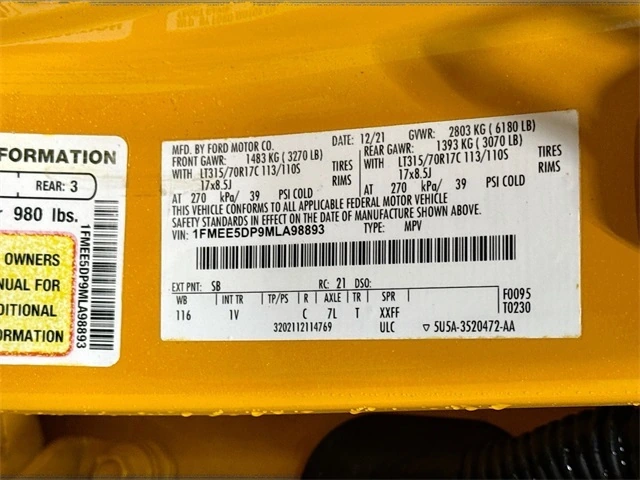 FORMATION
REAR: 3
r 980 lbs.
OWNERS
NUAL FOR
DITIONAL
FORMATION
1FMEE5DP9MLA98893
MFD. BY FORD MOTOR CO.
DATE: 12/21 GVWR: 2803 KG ( 6180 LB)
FRONT GAWR: 1483 KG ( 3270 LB) REAR GAWR: 1393 KG ( 3070 LB)
WITH LT315/70R17C 113/110S TIRES WITH LT315/70R17C 113/110S TIRES
17x8.5J RIMS 17x8.5J RIMS
AT 270 kPa/ 39 PSI COLD AT 270 kPa/ 39 PSI COLD
THIS VEHICLE CONFORMS TO ALL APPLICABLE FEDERAL MOTOR VEHICLE
SAFETY STANDARDS IN EFFECT ON THE DATE OF MANUFACTURE SHOWN ABOVE.
VIN: 1FMEE5DP9MLA98893 TYPE: MPV
EXT PNT: SB RC: 21 DSO:
WB INT TR TP/PS R AXLE TR SPR F0095
116 1V C 7L T XXFF T0230
3202112114769 ULC ▽ 5U5A-3S20472-AA